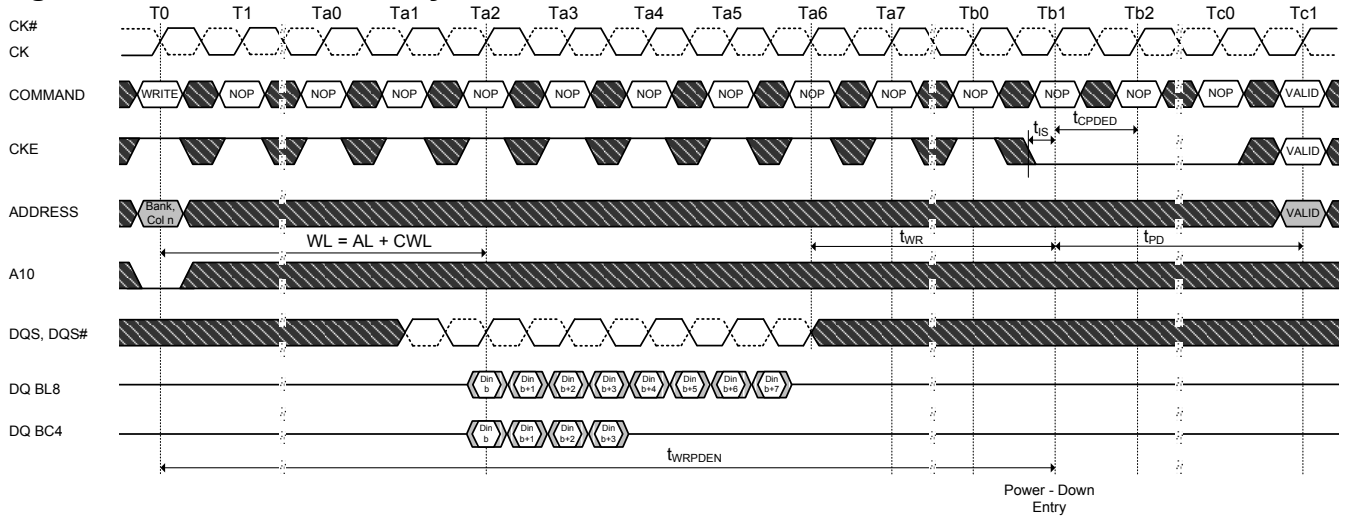 T0 T1 Ta0 Ta1 Ta2 Ta3 Ta4 Ta5 Ta6 Ta7 Tb0 Tb1 Tb2 Tc0 Tc1
CK#
CK
COMMAND WRITE NOP NOP NOP NOP NOP NOP NOP NOP NOP NOP NOP NOP NOP VALID
tIS tCPDED
CKE VALID
ADDRESS Bank, Col n VALID
WL = AL + CWL tWR tPD
A10
DQS, DQS#
DQ BL8 Din b Din b+1 Din b+2 Din b+3 Din b+4 Din b+5 Din b+6 Din b+7
DQ BC4 Din b Din b+1 Din b+2 Din b+3
tWRPDEN
Power - Down
Entry